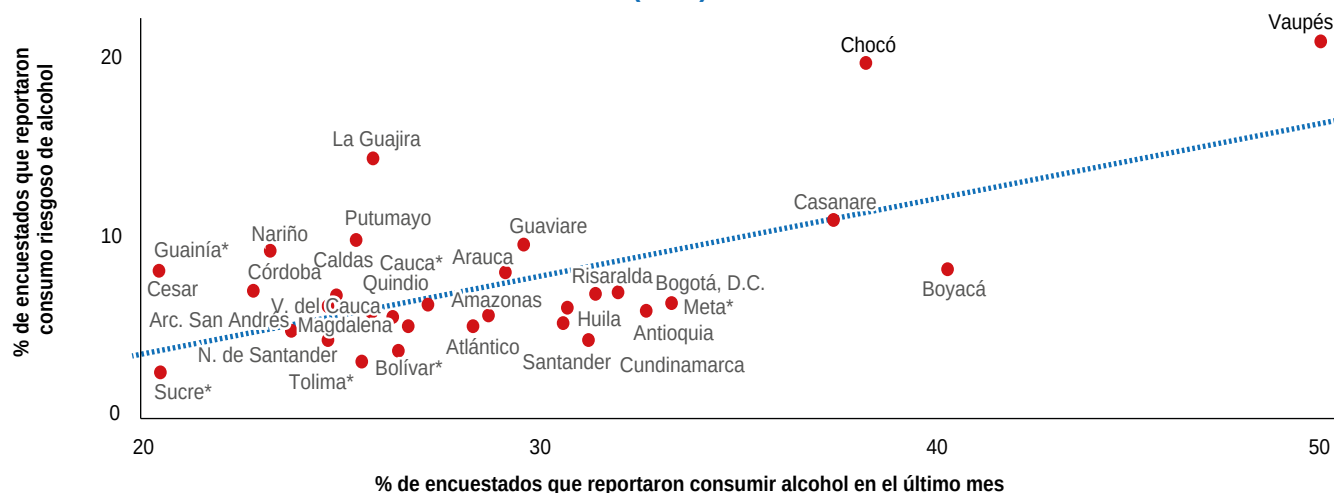 Vaupés
Chocó
20
% de encuestados que reportaron
consumo riesgoso de alcohol
La Guajira
Casanare
Putumayo
Guaviare
Nariño
10
Guainía*
Caldas
Cauca*
Arauca
Córdoba
Quindio
Risaralda
Bogotá, D.C.
Cesar
Boyacá
V. del Cauca
Amazonas
Meta*
Arc. San Andrés
Magdalena
Huila
Antioquia
N. de Santander
Atlántico
Santander
Cundinamarca
Bolívar*
Tolima*
Sucre*
0
20
30
40
50
% de encuestados que reportaron consumir alcohol en el último mes